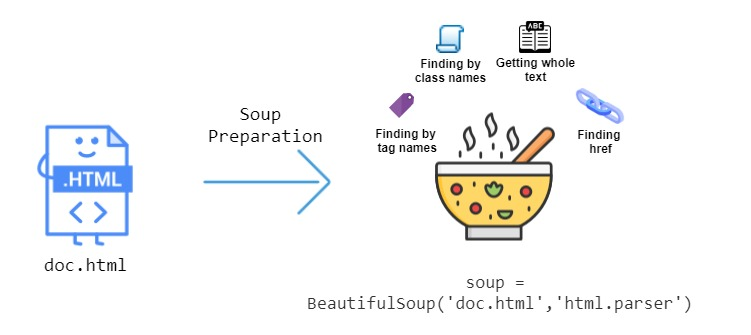 Finding by
class names
Getting whole
text
ABC
Finding by
tag names
Finding
href
Soup
Preparation
.HTML
doc.html
soup =
BeautifulSoup('doc.html','html.parser')